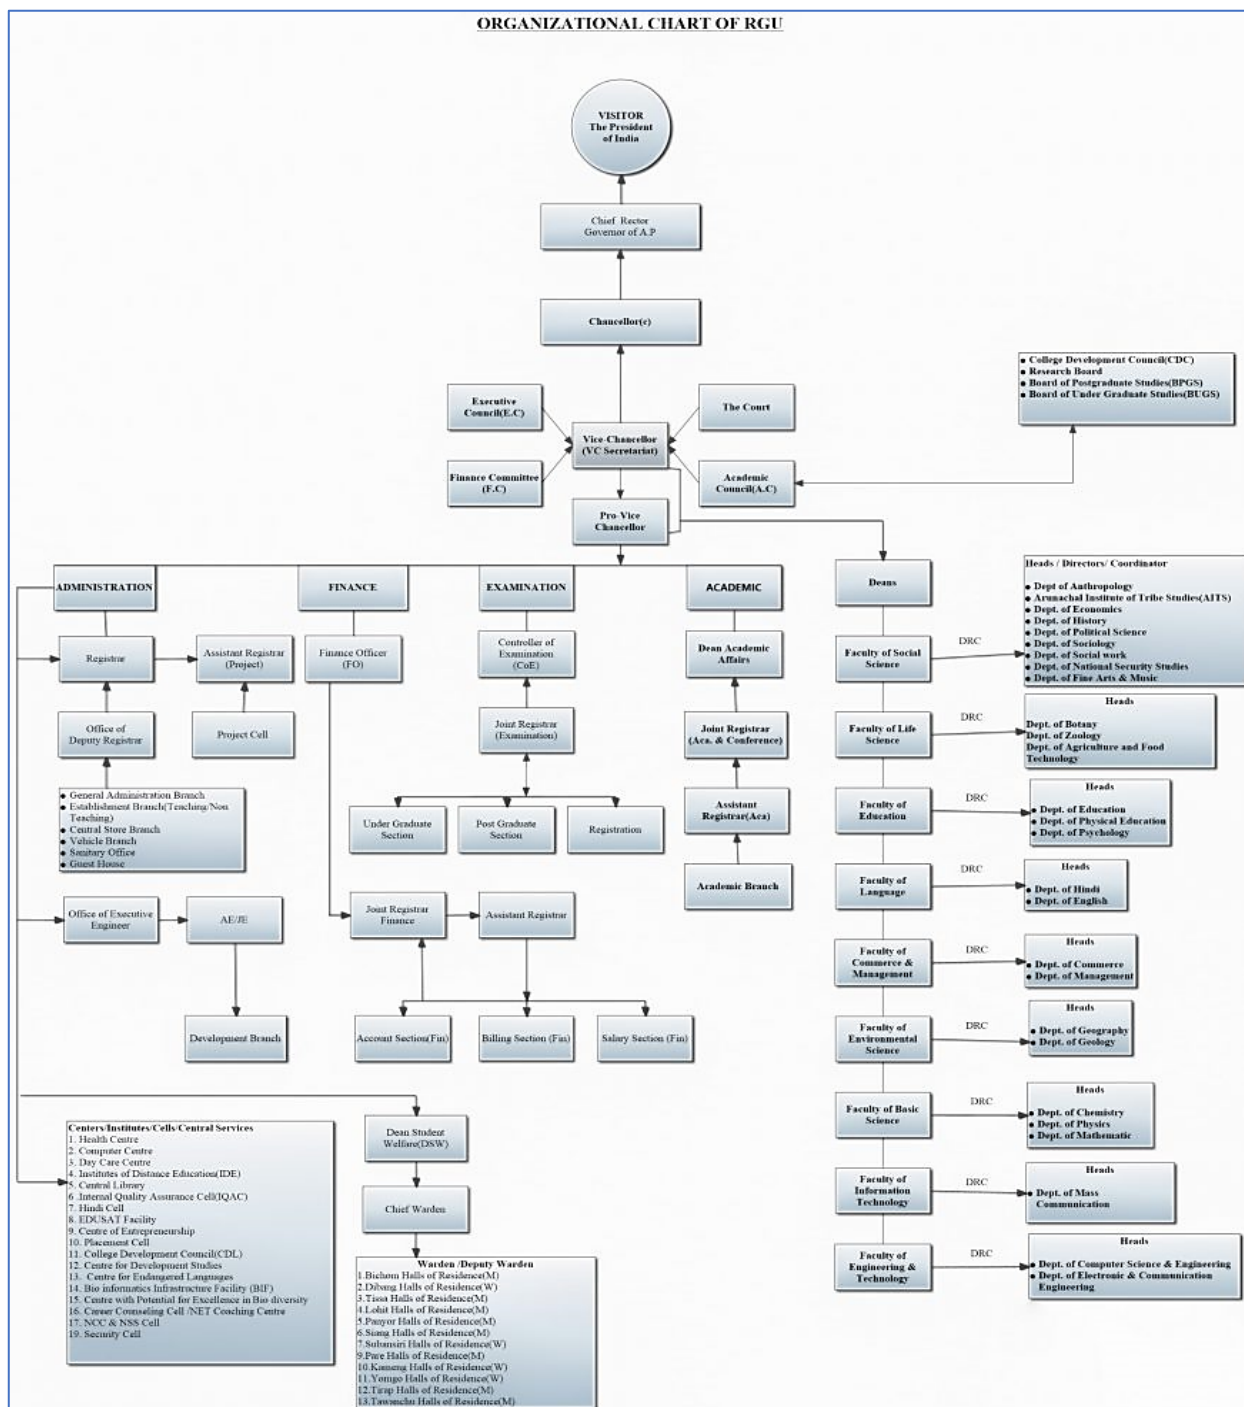 ORGANIZATIONAL CHART OF RGU
VISITOR
The President
of India
Chief Rector
Governor of A.P
Chancellor(c)
Executive
Council(E.C)
The Court
Vice-Chancellor
(VC Secretariat)
Finance Committee
(F.C)
Academic
Council(A.C)
● College Development Council(CDC)
● Research Board
● Board of Postgraduate Studies(BPGS)
● Board of Under Graduate Studies(BUGS)
Pro-Vice
Chancellor
ADMINISTRATION
FINANCE
EXAMINATION
ACADEMIC
Deans
Registrar
Assistant Registrar
(Project)
Office of
Deputy Registrar
Project Cell
● General Administration Branch
● Establishment Branch(Teaching/Non
Teaching)
● Central Store Branch
● Vehicle Branch
● Sanitary Office
● Guest House
Office of Executive
Engineer
AE/JE
Development Branch
Finance Officer
(FO)
Joint Registrar
Finance
Assistant Registrar
Account Section(Fin)
Billing Section (Fin)
Salary Section (Fin)
Controller of
Examination
(CoE)
Joint Registrar
(Examination)
Under Graduate
Section
Post Graduate
Section
Registration
Dean Academic
Affairs
Joint Registrar
(Aca. & Conference)
Assistant
Registrar(Aca)
Academic Branch
Faculty of Social
Science
DRC
Heads / Directors/ Coordinator
● Dept of Anthropology
● Arunachal Institute of Tribe Studies(AITS)
● Dept. of Economics
● Dept. of History
● Dept. of Political Science
● Dept. of Sociology
● Dept. of Social work
● Dept. of National Security Studies
● Dept. of Fine Arts & Music
Faculty of Life
Science
DRC
Heads
Dept. of Botany
Dept. of Zoology
Dept. of Agriculture and Food
Technology
Faculty of
Education
DRC
Heads
● Dept. of Education
● Dept. of Physical Education
● Dept. of Psychology
Faculty of
Language
DRC
Heads
● Dept. of Hindi
● Dept. of English
Faculty of
Commerce &
Management
DRC
Heads
● Dept. of Commerce
● Dept. of Management
Faculty of
Environmental
Science
DRC
Heads
● Dept. of Geography
● Dept. of Geology
Faculty of Basic
Science
DRC
Heads
● Dept. of Chemistry
● Dept. of Physics
● Dept. of Mathematic
Faculty of
Information
Technology
DRC
Heads
● Dept. of Mass
Communication
Faculty of
Engineering &
Technology
DRC
Heads
● Dept. of Computer Science & Engineering
● Dept. of Electronic & Communication
Engineering
Centers/Institutes/Cells/Central Services
1. Health Centre
2. Computer Centre
3. Day Care Centre
4. Institutes of Distance Education(IDE)
5. Central Library
6 .Internal Quality Assurance Cell(IQAC)
7. Hindi Cell
8. EDUSAT Facility
9. Centre of Entrepreneurship
10. Placement Cell
11. College Development Council(CDL)
12. Centre for Development Studies
13. Centre for Endangered Languages
14. Bio informatics Infrastructure Facility (BIF)
15. Centre with Potential for Excellence in Bio diversity
16. Career Counseling Cell /NET Coaching Centre
17. NCC & NSS Cell
19. Security Cell
Dean Student
Welfare(DSW)
Chief Warden
Warden /Deputy Warden
1.Bichom Halls of Residence(M)
2.Dibang Halls of Residence(W)
3.Tissa Halls of Residence(M)
4.Lohit Halls of Residence(M)
5.Panyor Halls of Residence(M)
6.Siang Halls of Residence(M)
7.Subansiri Halls of Residence(W)
9.Pare Halls of Residence(M)
10.Kameng Halls of Residence(W)
11.Yomgo Halls of Residence(W)
12.Tirap Halls of Residence(M)
13.Tawanchu Halls of Residence(M)